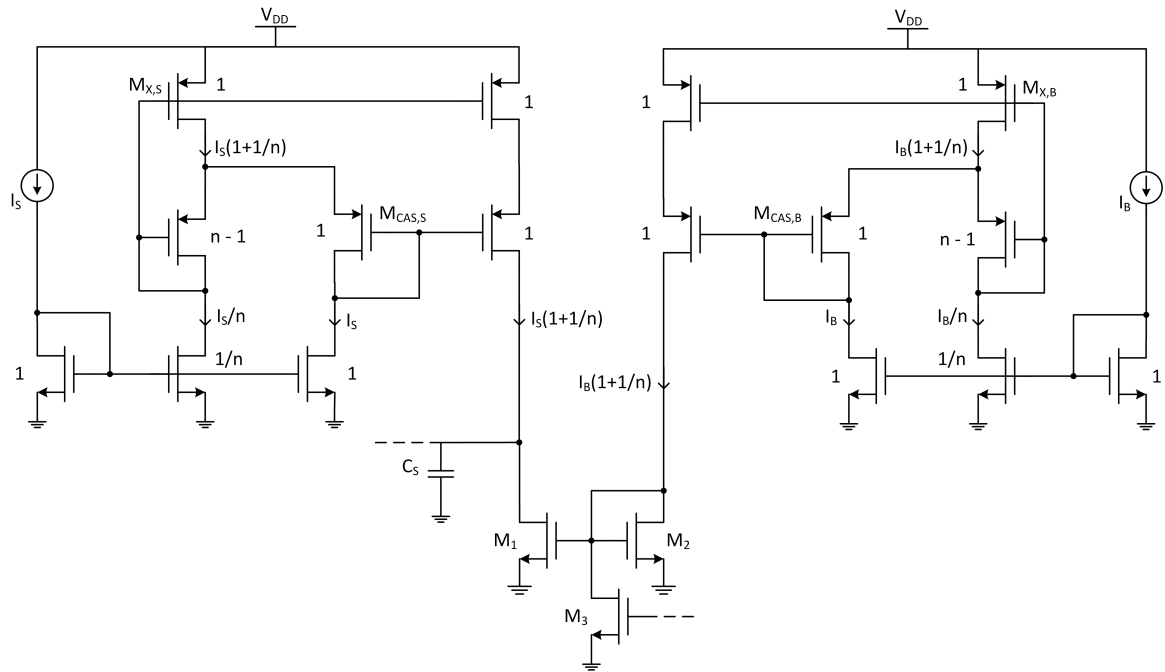 V_DD
V_DD
M_X,S
1
1
1
1
M_X,B
I_S(1+1/n)
I_B(1+1/n)
I_S
n - 1
1
M_CAS,S
1
1
M_CAS,B
1
n - 1
I_B
I_S/n
I_S
I_S(1+1/n)
I_B
I_B/n
1
1/n
1
I_B(1+1/n)
1
1/n
1
C_S
M_1
M_2
M_3